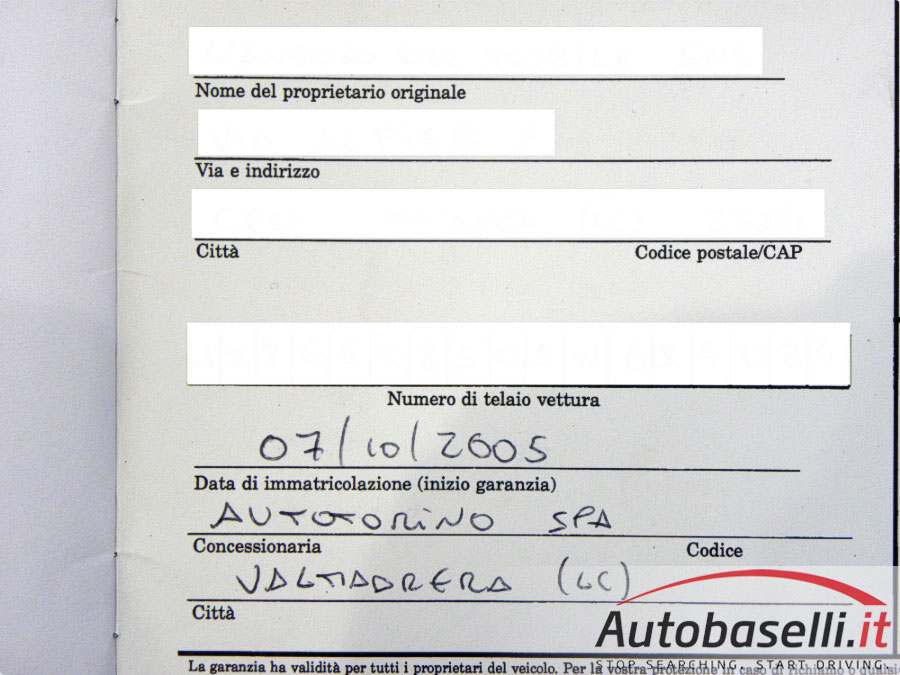 Nome del proprietario originale
Via e indirizzo
Città Codice postale/CAP
Numero di telaio vettura
07/10/2005
Data di immatricolazione (inizio garanzia)
AUTOTORINO SPA
Concessionaria Codice
VALMADRERA (LC)
Città
Autobaselli.it
La garanzia ha validità per tutti i proprietari del veicolo. Per la vostra protezione in caso di richiamo o
STOP SEARCHING. START DRIVING.